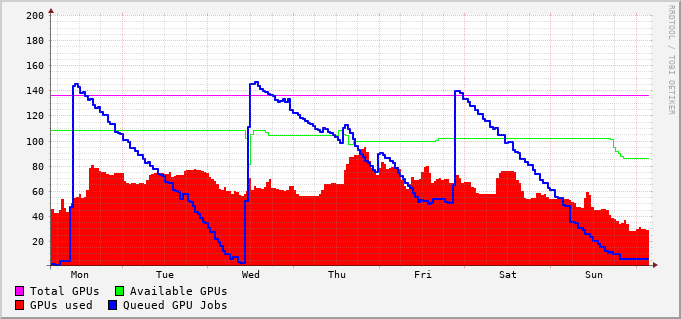 200
180
160
140
120
100
80
60
40
20
Mon Tue Wed Thu Fri Sat Sun
Total GPUs Available GPUs
GPUs used Queued GPU Jobs
RRDTOOL / TOBI OETIKER